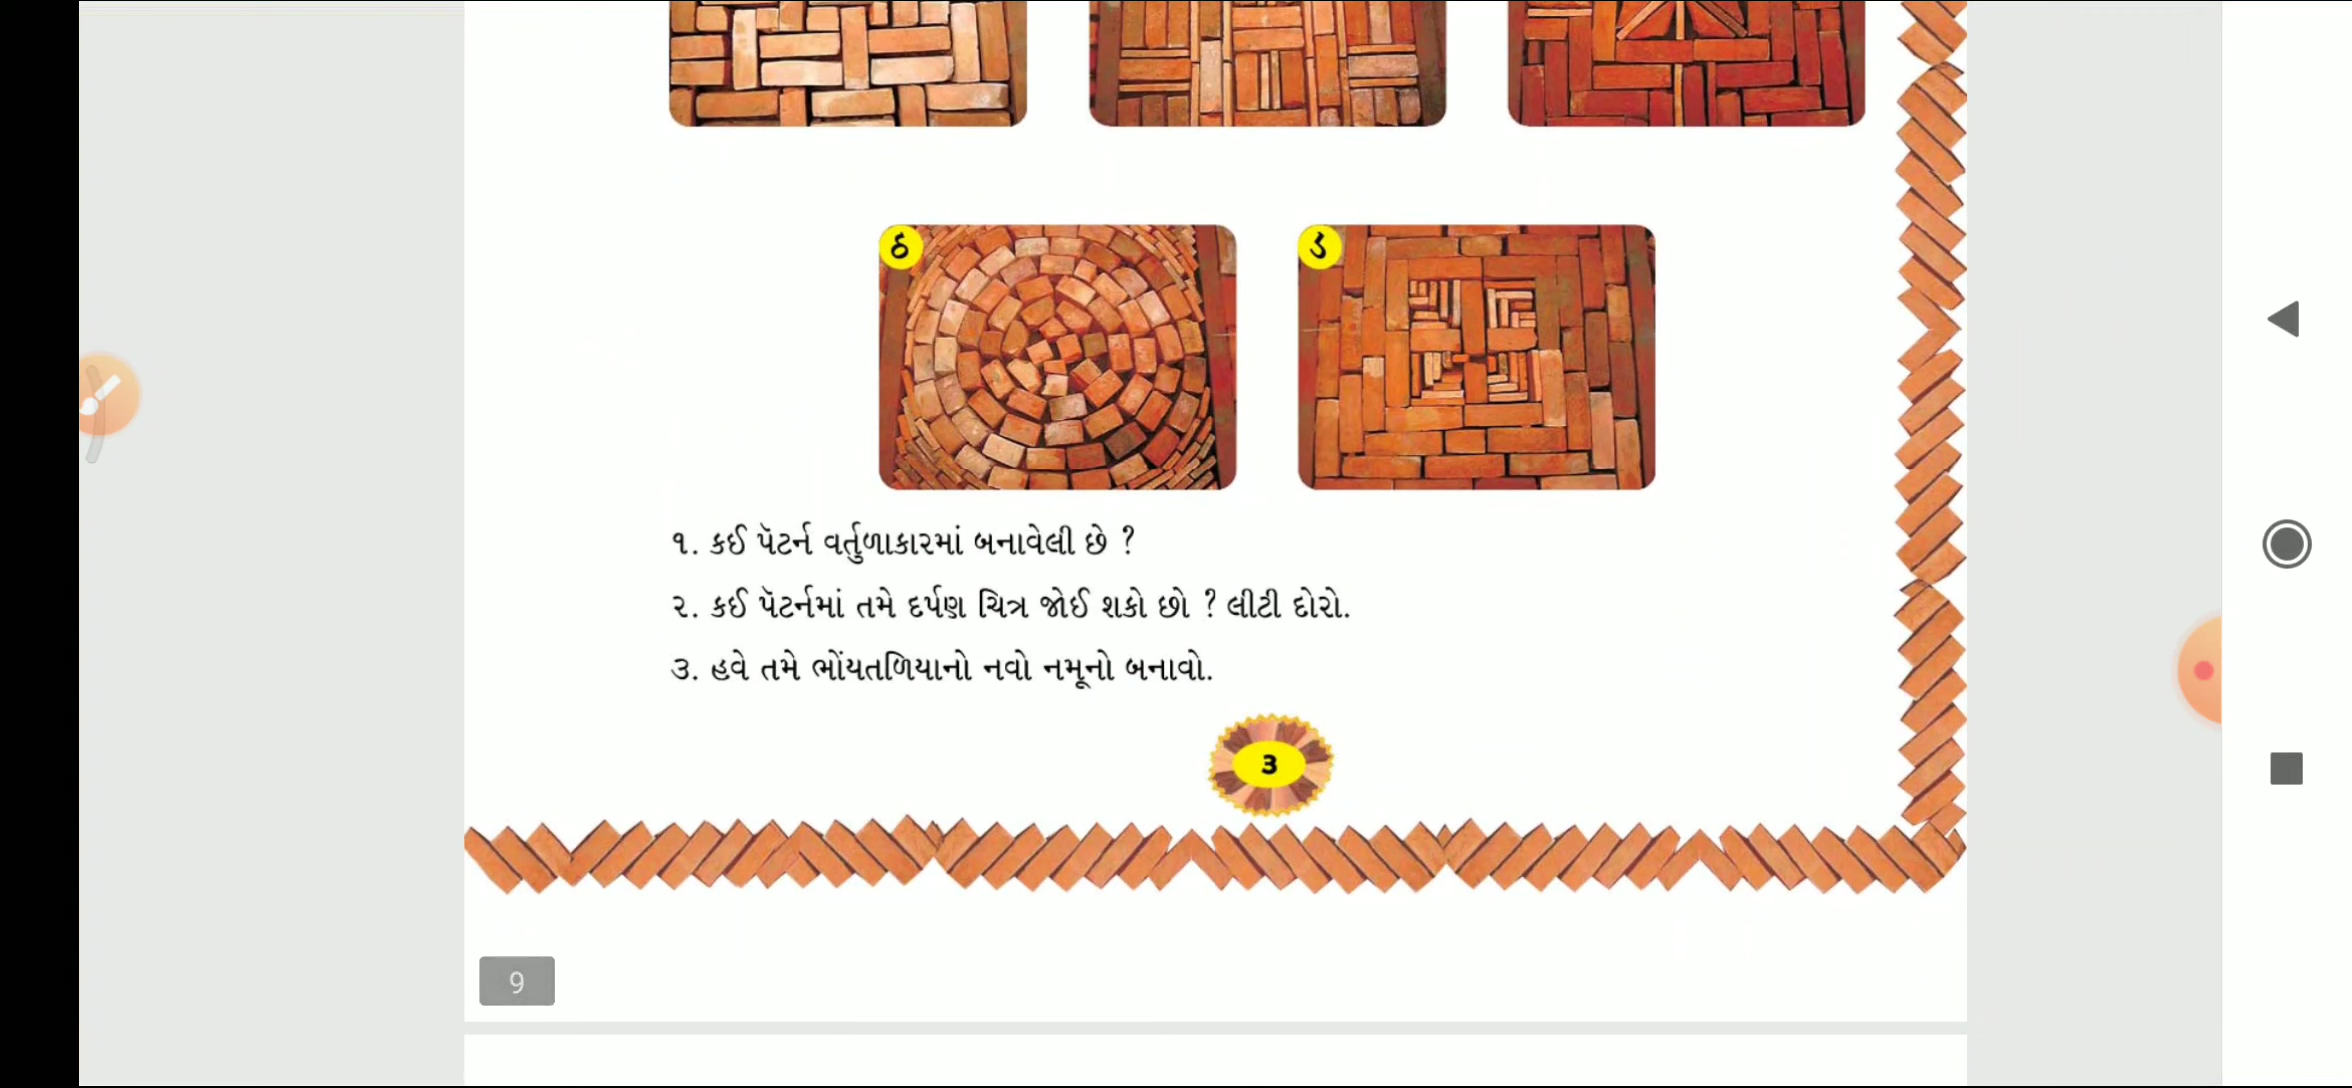 ઠ
ડ
૧. કઈ પૅટર્ન વર્તુળાકારમાં બનાવેલી છે ?
૨. કઈ પૅટર્નમાં તમે દર્પણ ચિત્ર જોઈ શકો છો ? લીટી દોરો.
૩. હવે તમે ભોંયતળિયાનો નવો નમૂનો બનાવો.
3
9